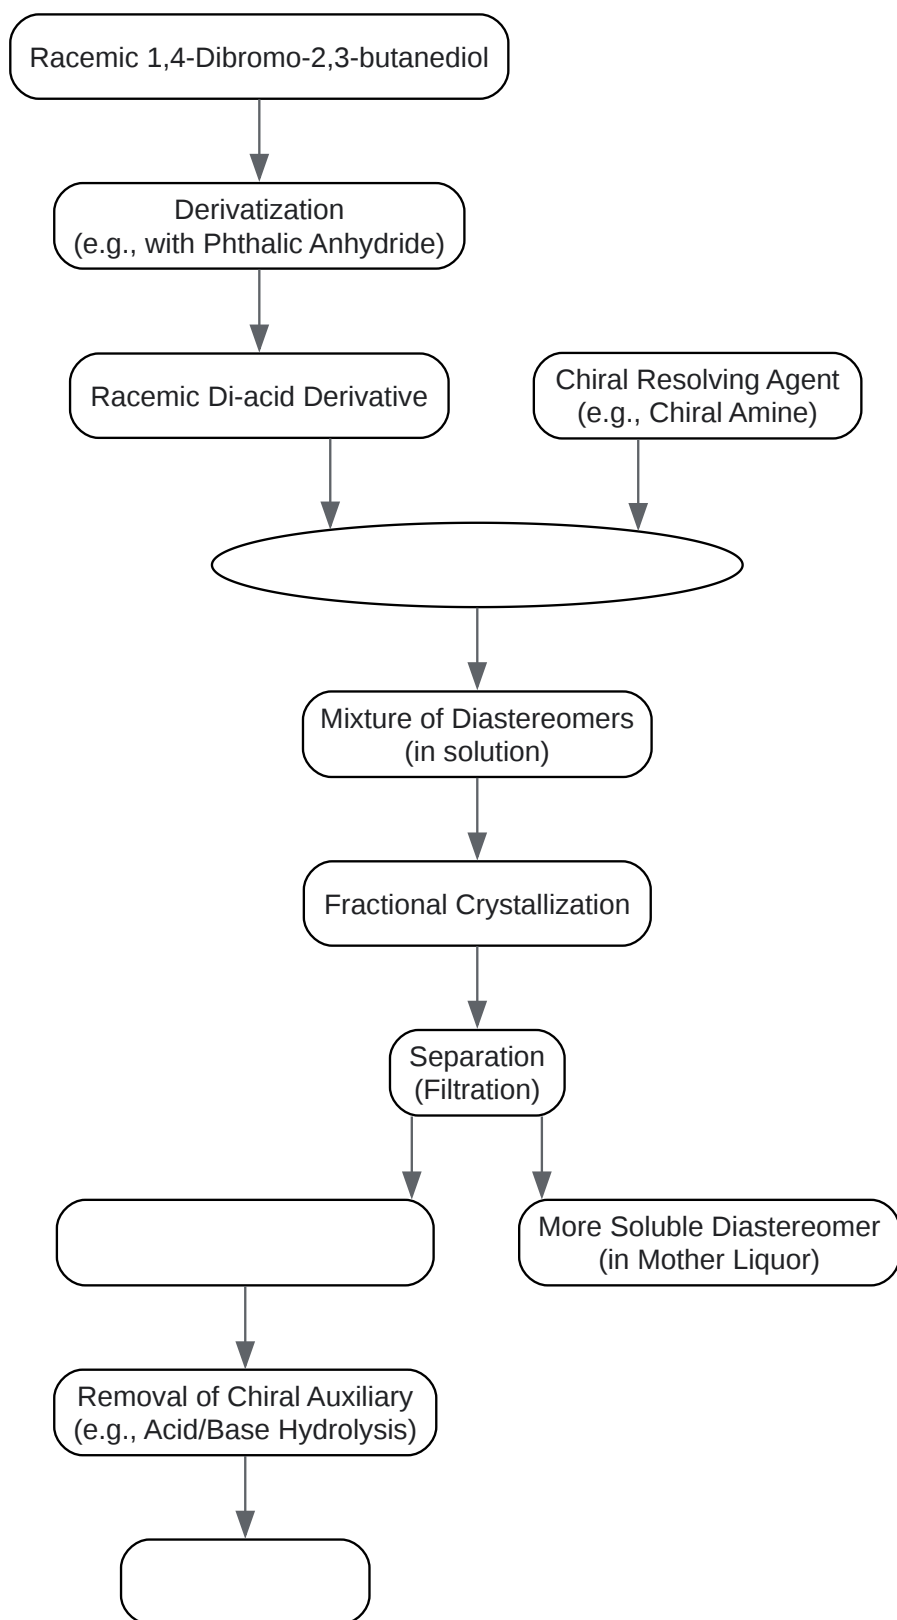 Racemic 1,4-Dibromo-2,3-butanediol
Derivatization
(e.g., with Phthalic Anhydride)
Racemic Di-acid Derivative
Chiral Resolving Agent
(e.g., Chiral Amine)
Mixture of Diastereomers
(in solution)
Fractional Crystallization
Separation
(Filtration)
More Soluble Diastereomer
(in Mother Liquor)
Removal of Chiral Auxiliary
(e.g., Acid/Base Hydrolysis)